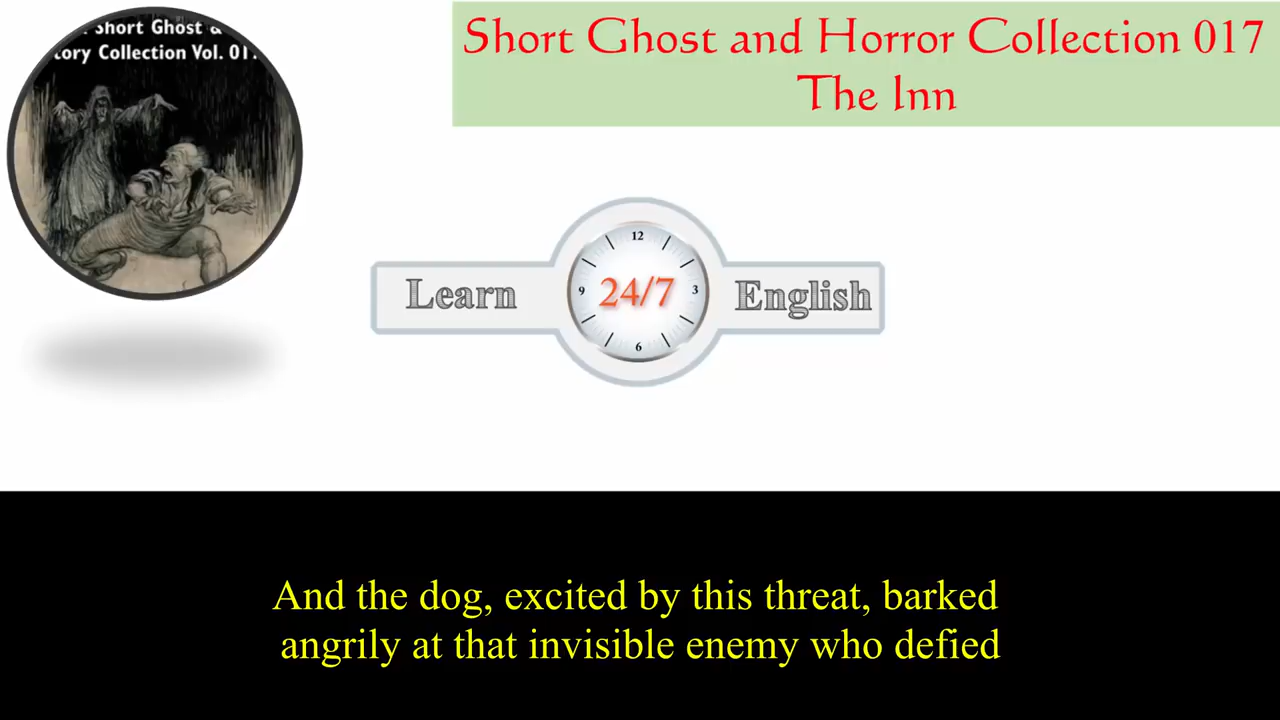 Short Ghost &
tory Collection Vol. 01
Short Ghost and Horror Collection 017
The Inn
Learn 24/7 English
12
9
3
6
And the dog, excited by this threat, barked
angrily at that invisible enemy who defied